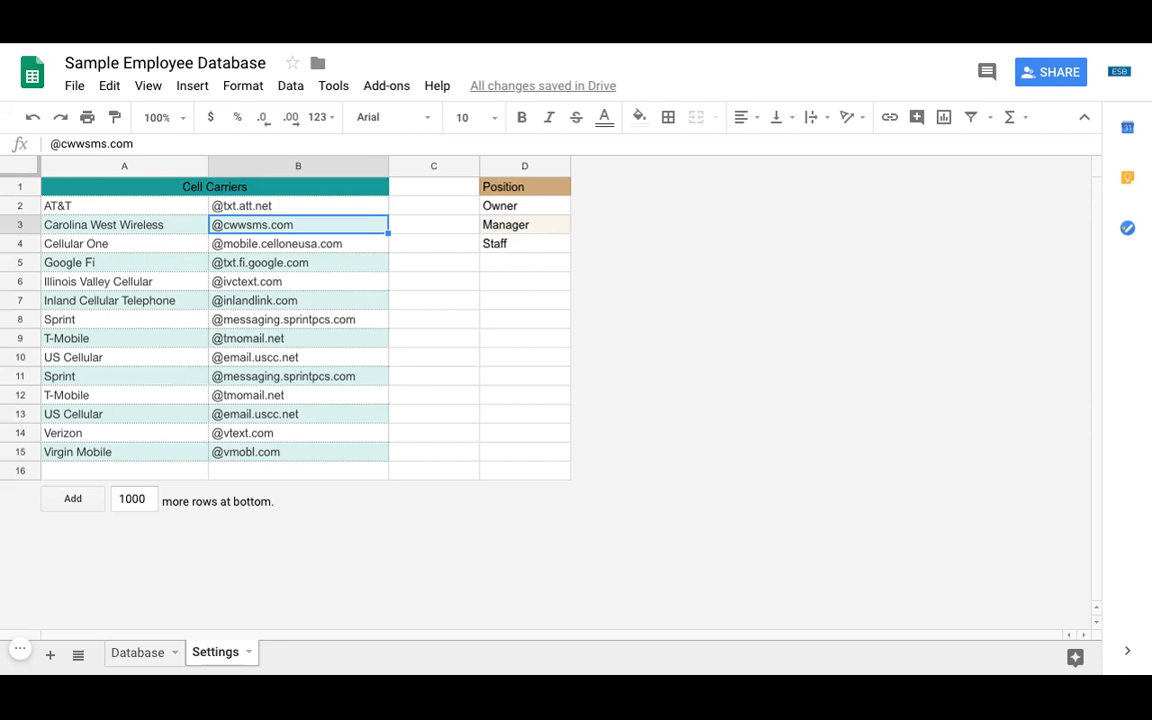 Sample Employee Database
File Edit View Insert Format Data Tools Add-ons Help All changes saved in Drive
SHARE
ESB
100% $ % .0 .00 123 Arial 10 B I S A Σ
fx @cwwsms.com
A B C D
1 Cell Carriers Position
2 AT&T @txt.att.net Owner
3 Carolina West Wireless @cwwsms.com Manager
4 Cellular One @mobile.celloneusa.com Staff
5 Google Fi @txt.fi.google.com
6 Illinois Valley Cellular @ivctext.com
7 Inland Cellular Telephone @inlandlink.com
8 Sprint @messaging.sprintpcs.com
9 T-Mobile @tmomail.net
10 US Cellular @email.uscc.net
11 Sprint @messaging.sprintpcs.com
12 T-Mobile @tmomail.net
13 US Cellular @email.uscc.net
14 Verizon @vtext.com
15 Virgin Mobile @vmobl.com
16
Add 1000 more rows at bottom.
Database Settings